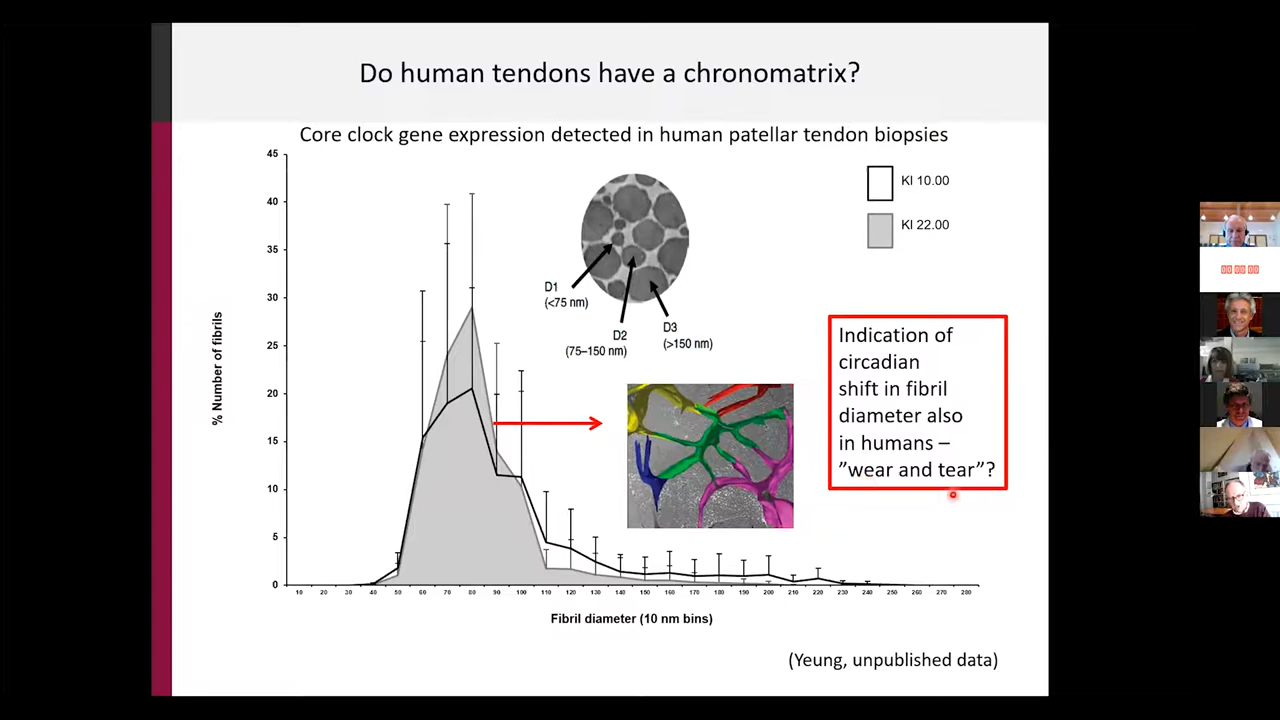 Do human tendons have a chronomatrix?
Core clock gene expression detected in human patellar tendon biopsies
45
40
35
30
25
20
15
10
5
0
% Number of fibrils
10 20 30 40 50 60 70 80 90 100 110 120 130 140 150 160 170 180 190 200 210 220 230 240 250 260 270 280
Fibril diameter (10 nm bins)
D1
(<75 nm)
D2
(75–150 nm)
D3
(>150 nm)
KI 10.00
KI 22.00
Indication of
circadian
shift in fibril
diameter also
in humans –
”wear and tear”?
(Yeung, unpublished data)